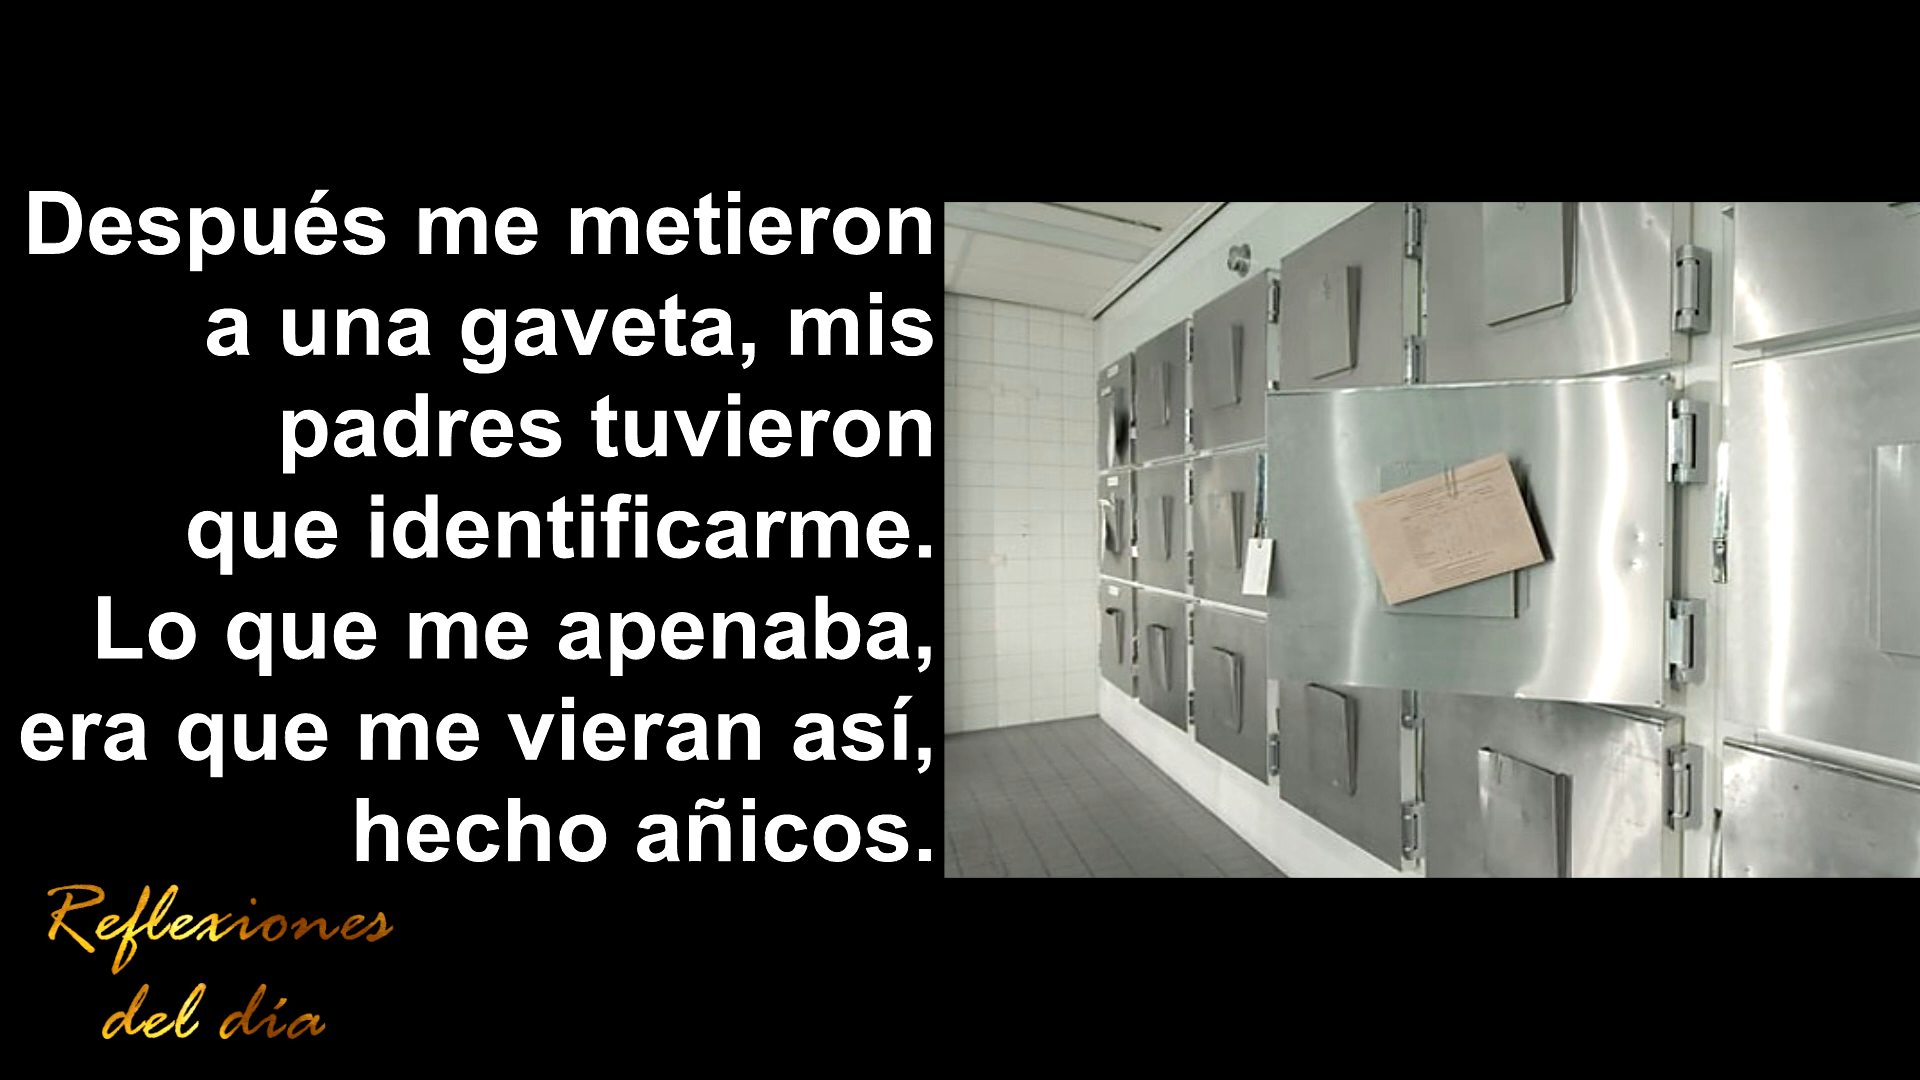 Después me metieron
a una gaveta, mis
padres tuvieron
que identificarme.
Lo que me apenaba,
era que me vieran así,
hecho añicos.
Reflexiones
del día